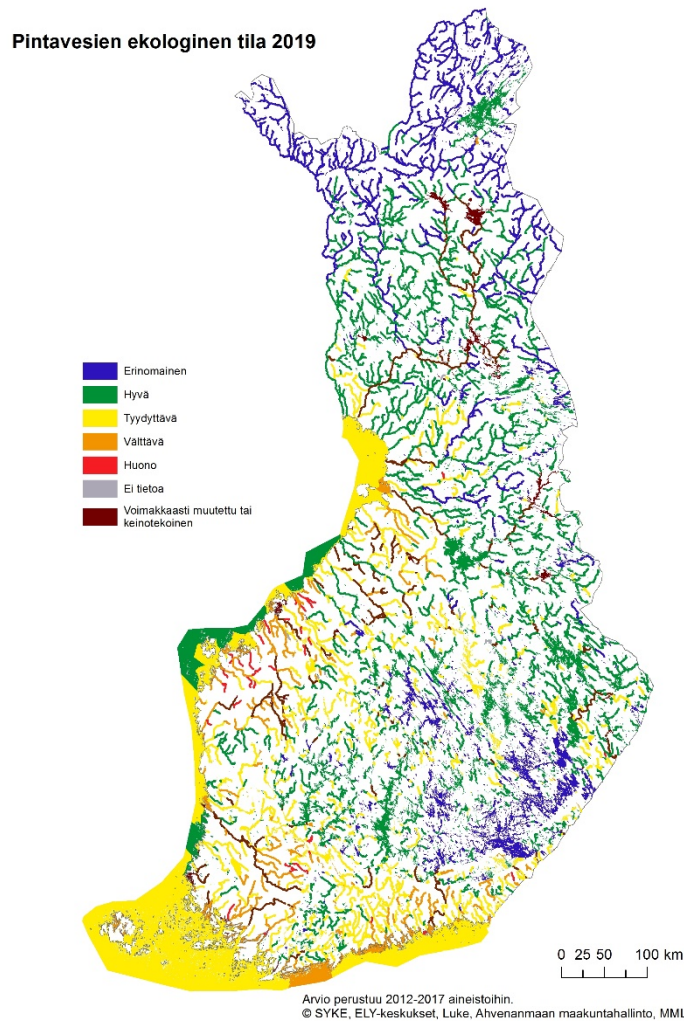 Pintavesien ekologinen tila 2019
Erinomainen
Hyvä
Tyydyttävä
Välttävä
Huono
Ei tietoa
Voimakkaasti muutettu tai
keinotekoinen
0 25 50 100 km
Arvio perustuu 2012-2017 aineistoihin.
© SYKE, ELY-keskukset, Luke, Ahvenanmaan maakuntahallinto, MML